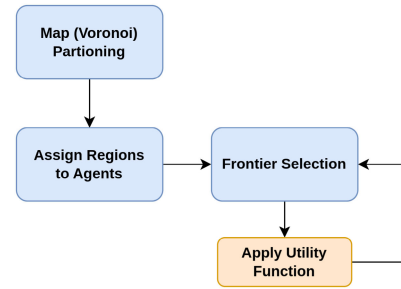 Map (Voronoi)
Partioning
Assign Regions
to Agents
Frontier Selection
Apply Utility
Function